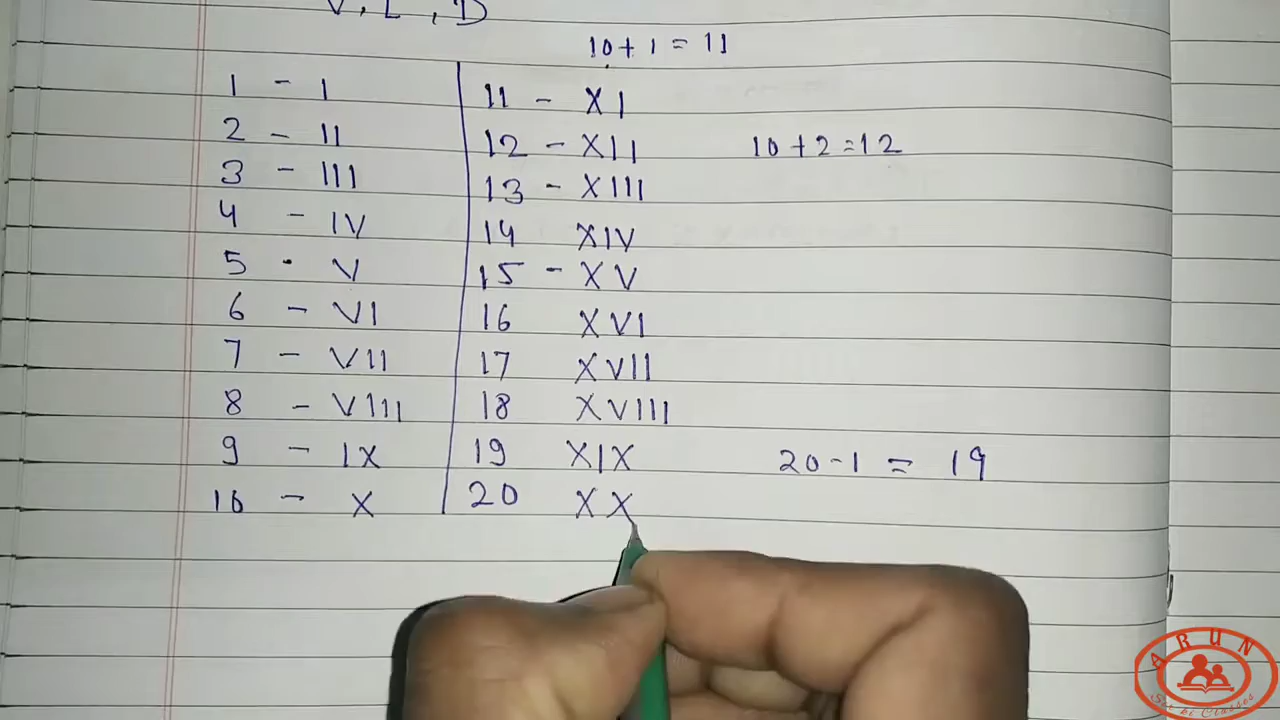 V, L, D
10 + 1 = 11
1 - I
2 - II
3 - III
4 - IV
5 - V
6 - VI
7 - VII
8 - VIII
9 - IX
10 - X
11 - XI
12 - XII
10 + 2 = 12
13 - XIII
14 XIV
15 - XV
16 XVI
17 XVII
18 XVIII
19 XIX
20 - 1 = 19
20 XX
ARUN
Classes